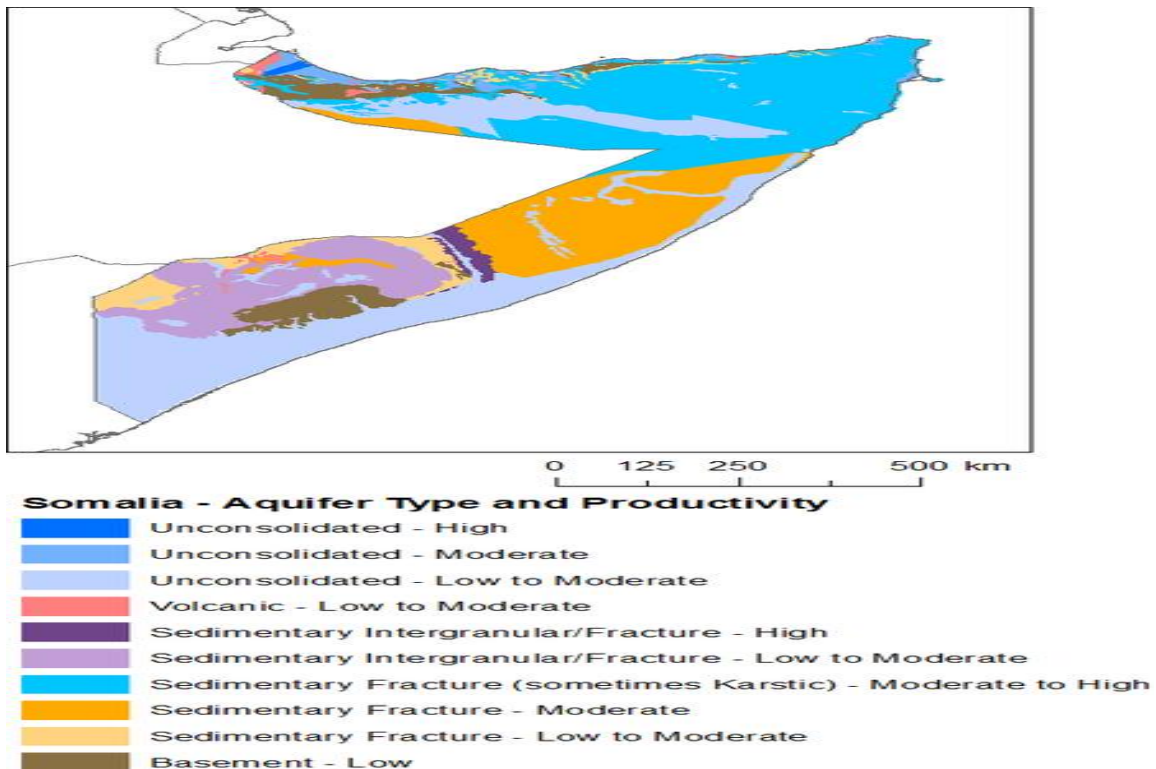 0 125 250 500 km
Somalia - Aquifer Type and Productivity
Unconsolidated - High
Unconsolidated - Moderate
Unconsolidated - Low to Moderate
Volcanic - Low to Moderate
Sedimentary Intergranular/Fracture - High
Sedimentary Intergranular/Fracture - Low to Moderate
Sedimentary Fracture (sometimes Karstic) - Moderate to High
Sedimentary Fracture - Moderate
Sedimentary Fracture - Low to Moderate
Basement - Low